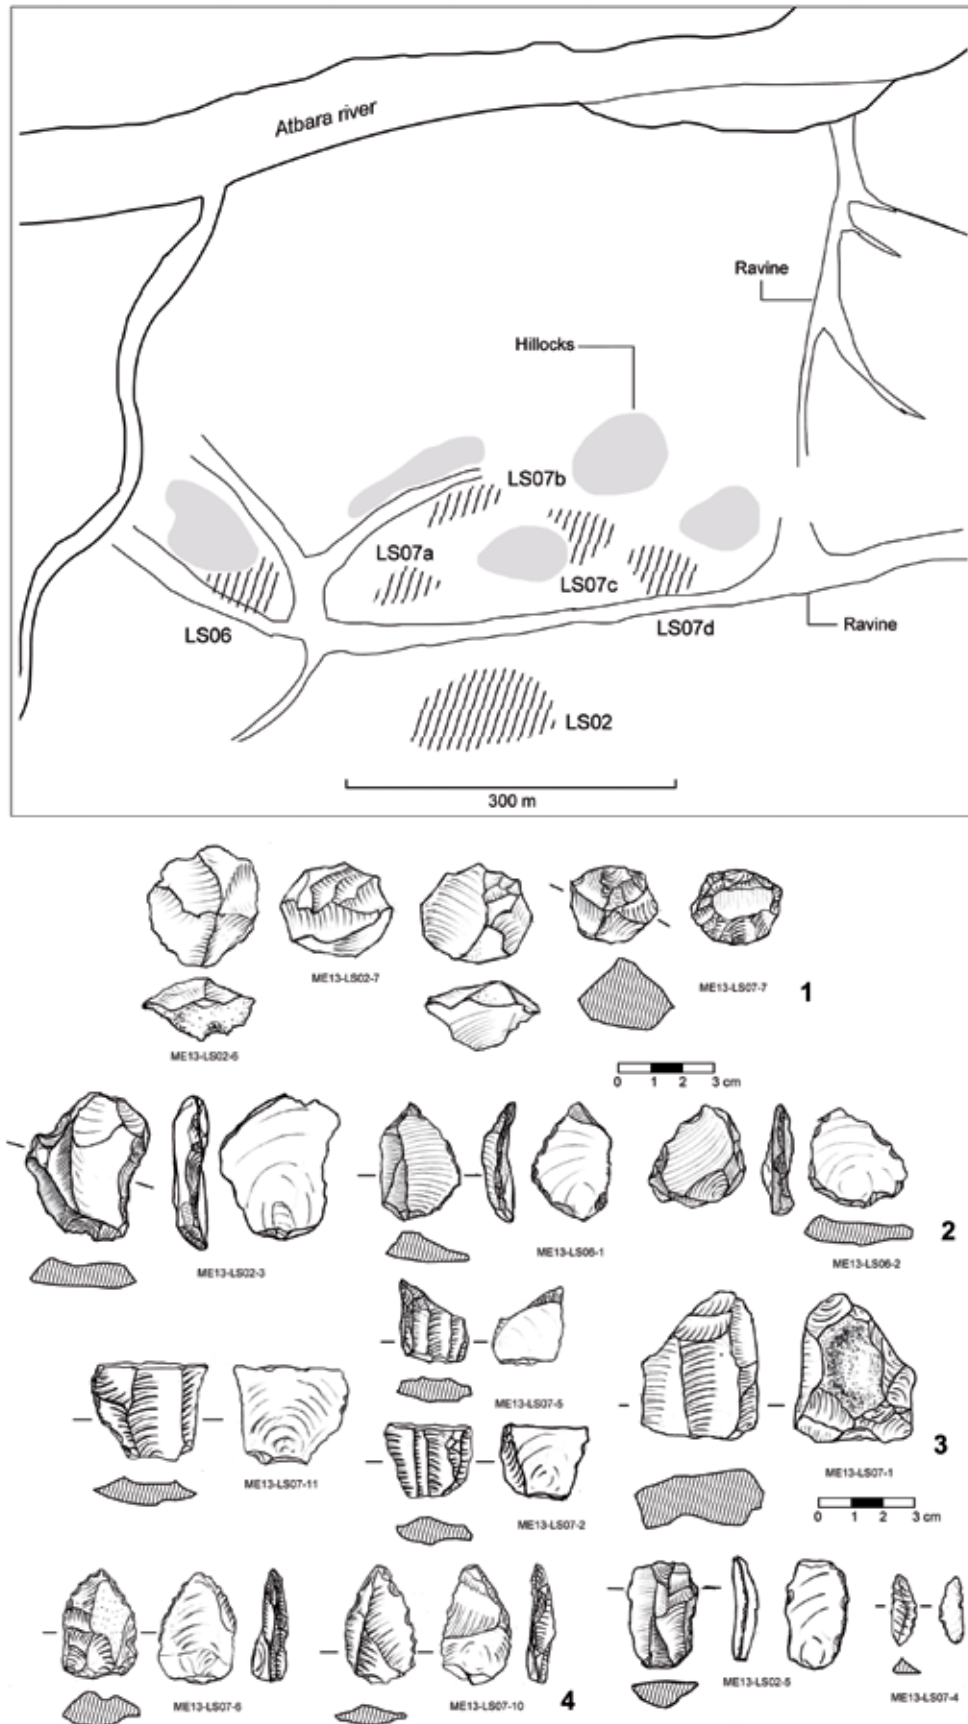 Atbara river
Ravine
Hillocks
LS07b
LS07a
LS07c
LS06
LS07d
Ravine
LS02
300 m
ME13-LS02-7
ME13-LS07-7
1
ME13-LS02-6
0 1 2 3 cm
2
ME13-LS06-1
ME13-LS02-3
ME13-LS06-2
ME13-LS07-5
3
ME13-LS07-1
ME13-LS07-11
0 1 2 3 cm
ME13-LS07-2
ME13-LS02-5
ME13-LS07-4
ME13-LS07-6
ME13-LS07-10
4